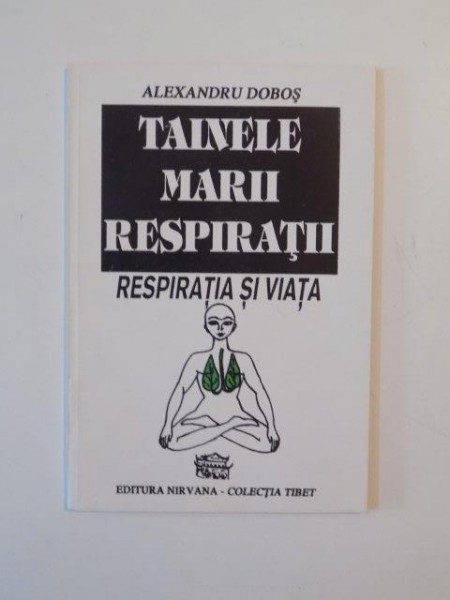 ALEXANDRU DOBOȘ
TAINELE
MARII
RESPIRAȚII
RESPIRAȚIA ȘI VIAȚA
EDITURA NIRVANA - COLECȚIA TIBET